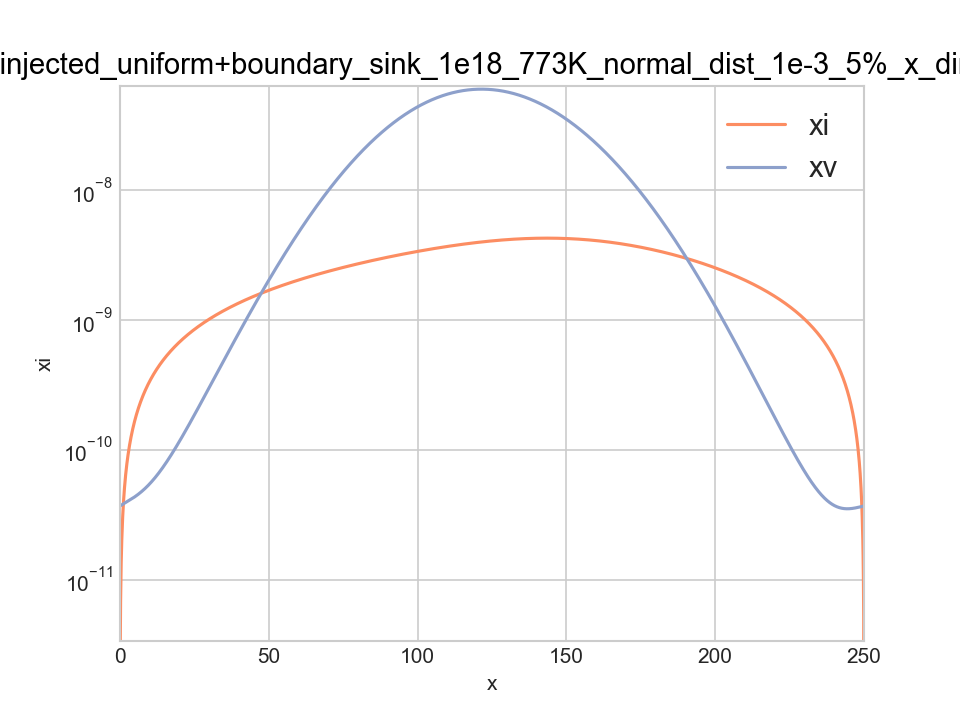 injected_uniform+boundary_sink_1e18_773K_normal_dist_1e-3_5%_x_di
xi
xv
10⁻⁸
10⁻⁹
10⁻¹⁰
10⁻¹¹
xi
0 50 100 150 200 250
x